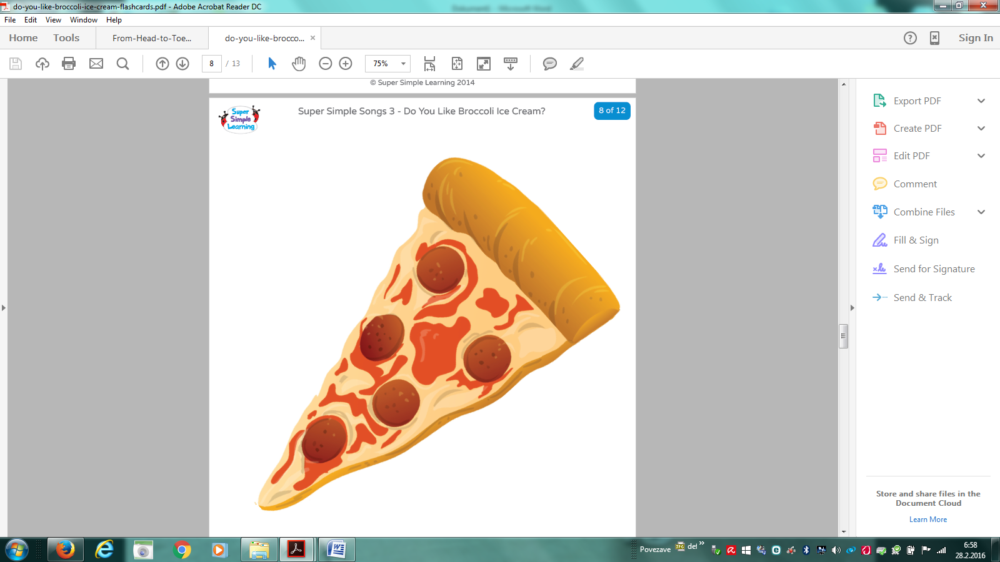 do-you-like-broccoli-ice-cream-flashcards.pdf - Adobe Acrobat Reader DC
File Edit View Window Help
Home Tools From-Head-to-Toe... do-you-like-brocco... Sign In
8 / 13 75%
© Super Simple Learning 2014
Super Simple Learning
Super Simple Songs 3 - Do You Like Broccoli Ice Cream?
8 of 12
Export PDF
Create PDF
Edit PDF
Comment
Combine Files
Fill & Sign
Send for Signature
Send & Track
Store and share files in the
Document Cloud
Learn More
Povezave
6:58
28.2.2016